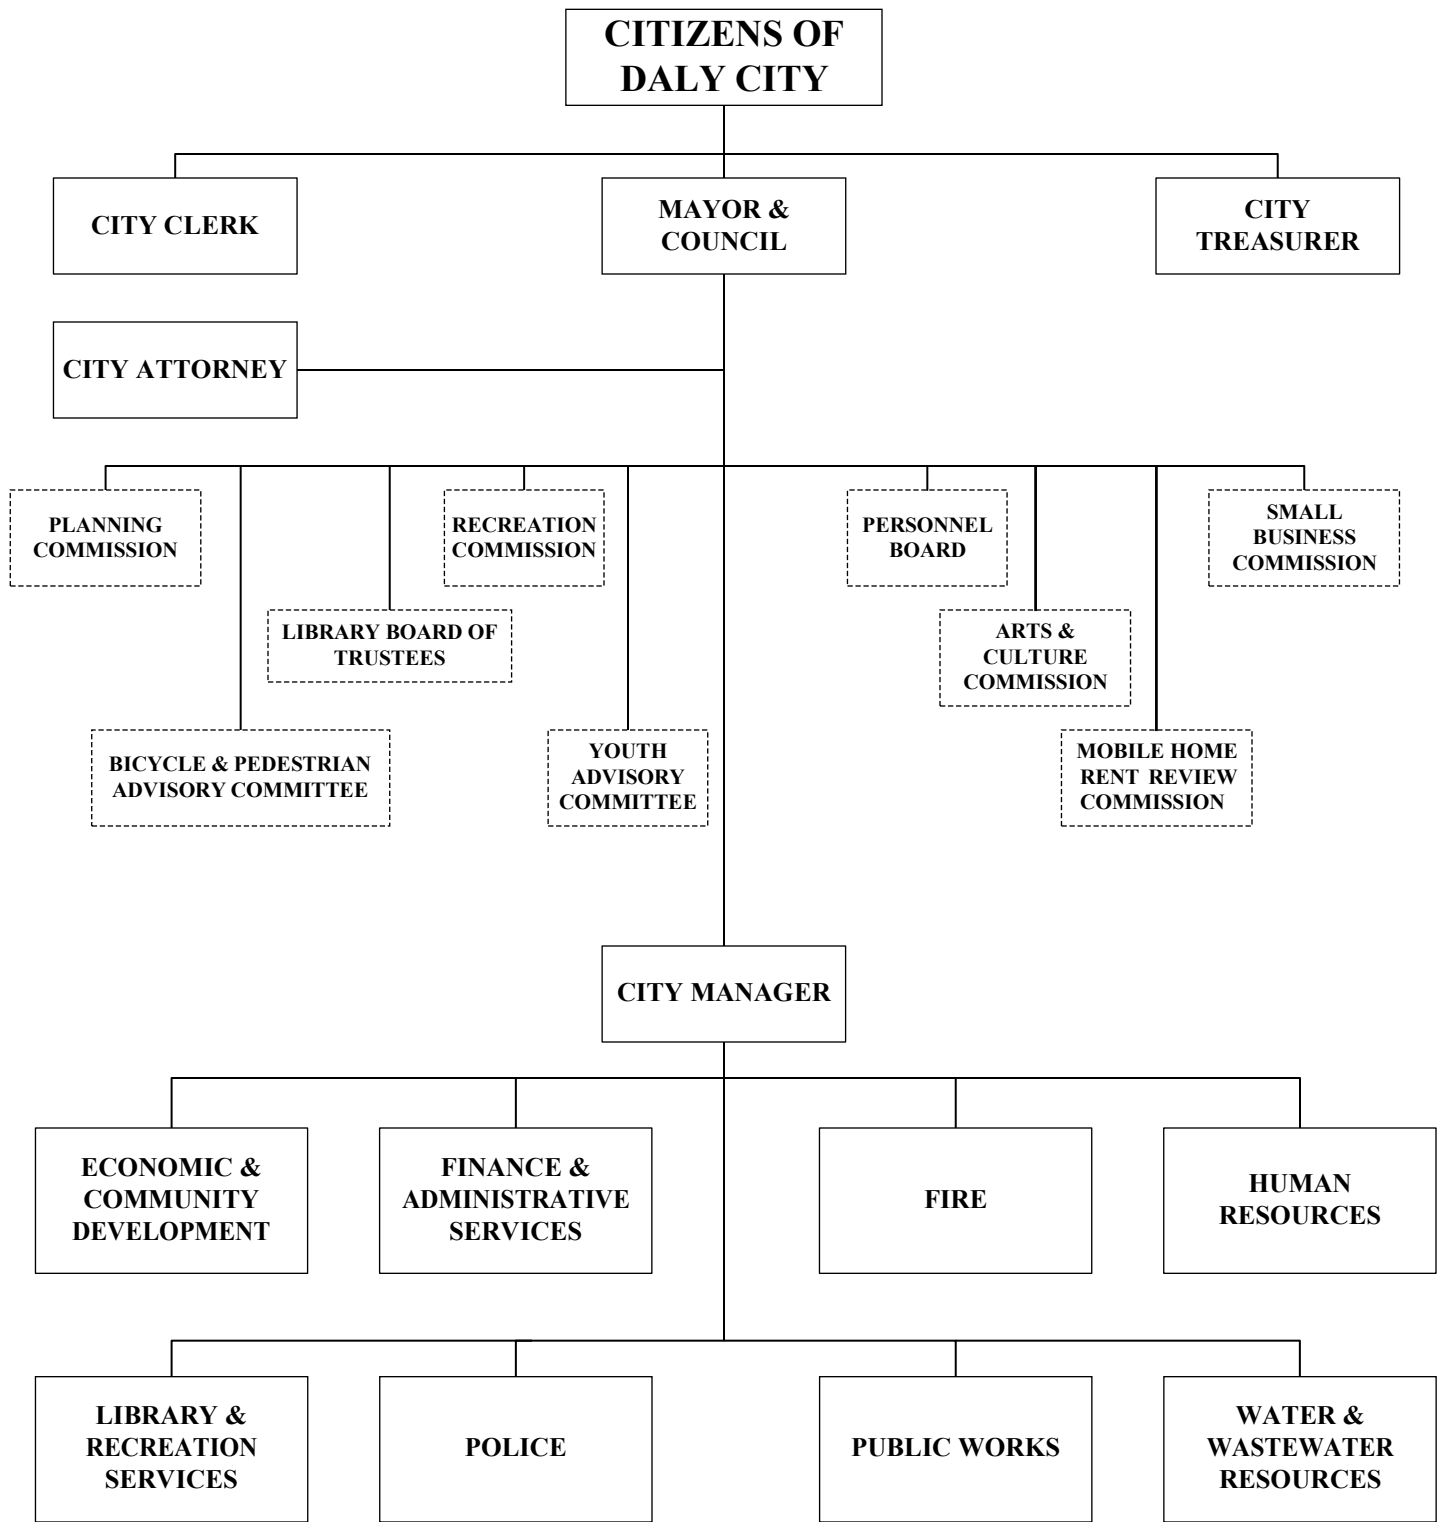 CITIZENS OF
DALY CITY
CITY CLERK
MAYOR &
COUNCIL
CITY
TREASURER
CITY ATTORNEY
PLANNING
COMMISSION
RECREATION
COMMISSION
PERSONNEL
BOARD
SMALL
BUSINESS
COMMISSION
LIBRARY BOARD OF
TRUSTEES
ARTS &
CULTURE
COMMISSION
BICYCLE & PEDESTRIAN
ADVISORY COMMITTEE
YOUTH
ADVISORY
COMMITTEE
MOBILE HOME
RENT REVIEW
COMMISSION
CITY MANAGER
ECONOMIC &
COMMUNITY
DEVELOPMENT
FINANCE &
ADMINISTRATIVE
SERVICES
FIRE
HUMAN
RESOURCES
LIBRARY &
RECREATION
SERVICES
POLICE
PUBLIC WORKS
WATER &
WASTEWATER
RESOURCES